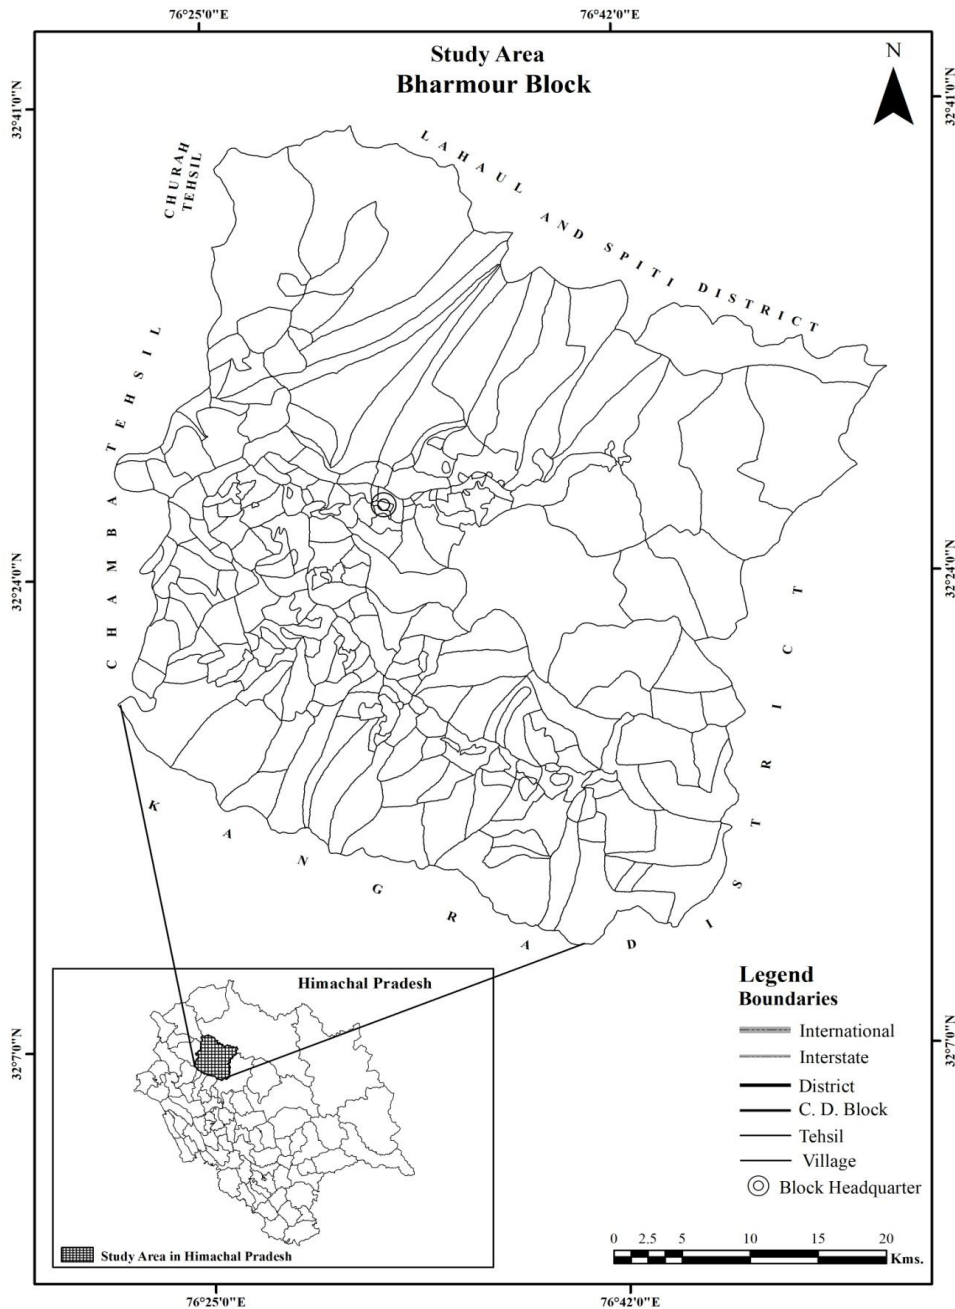 76°25'0"E
76°42'0"E
Study Area
Bharmour Block
N
32°41'0"N
32°41'0"N
CHURAH
TEHSIL
LAHAUL AND SPITI DISTRICT
CHAMBA TEHSIL
32°24'0"N
32°24'0"N
KANGRA DISTRICT
Himachal Pradesh
Study Area in Himachal Pradesh
32°7'0"N
32°7'0"N
Legend
Boundaries
International
Interstate
District
C. D. Block
Tehsil
Village
Block Headquarter
0 2.5 5 10 15 20
Kms.
76°25'0"E
76°42'0"E